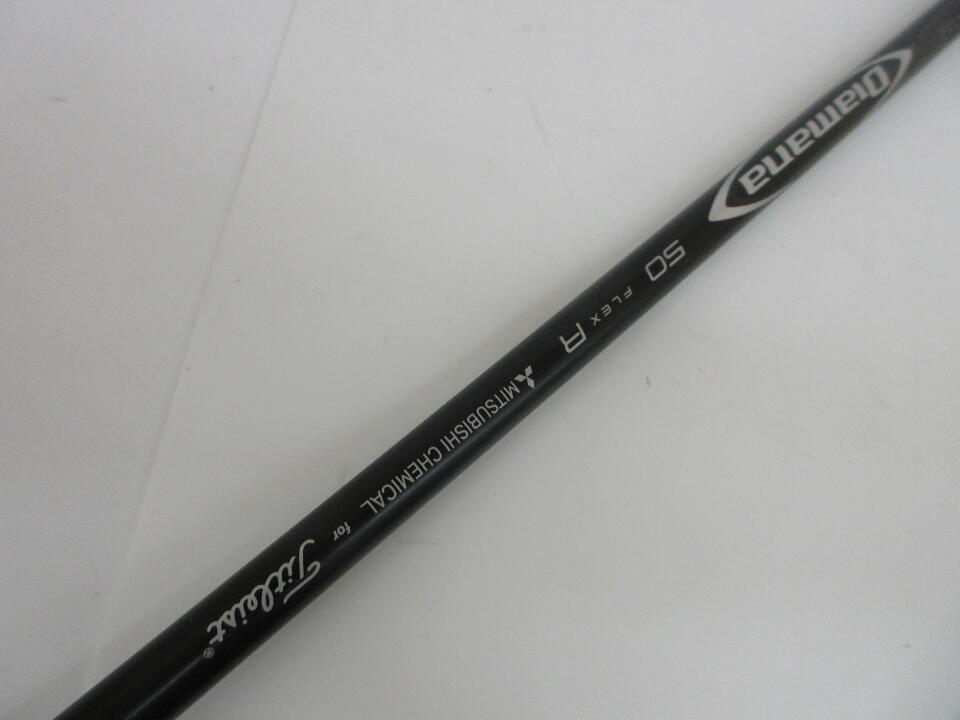 Diamana
50 FLEX R
MITSUBISHI CHEMICAL
for Titleist®